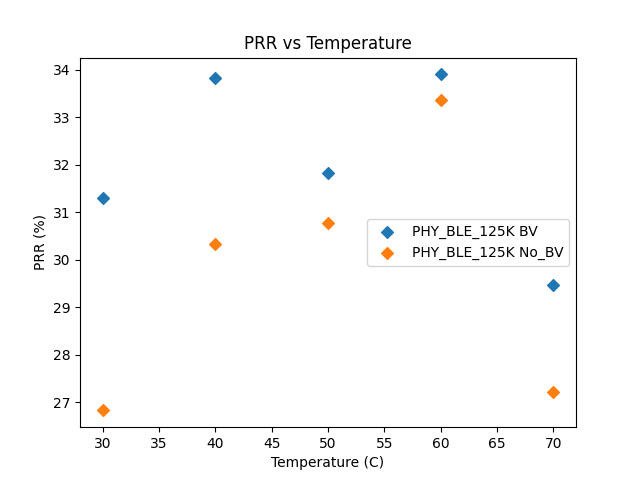 PRR vs Temperature
34
33
32
31
30
29
28
27
PRR (%)
PHY_BLE_125K BV
PHY_BLE_125K No_BV
30 35 40 45 50 55 60 65 70
Temperature (C)